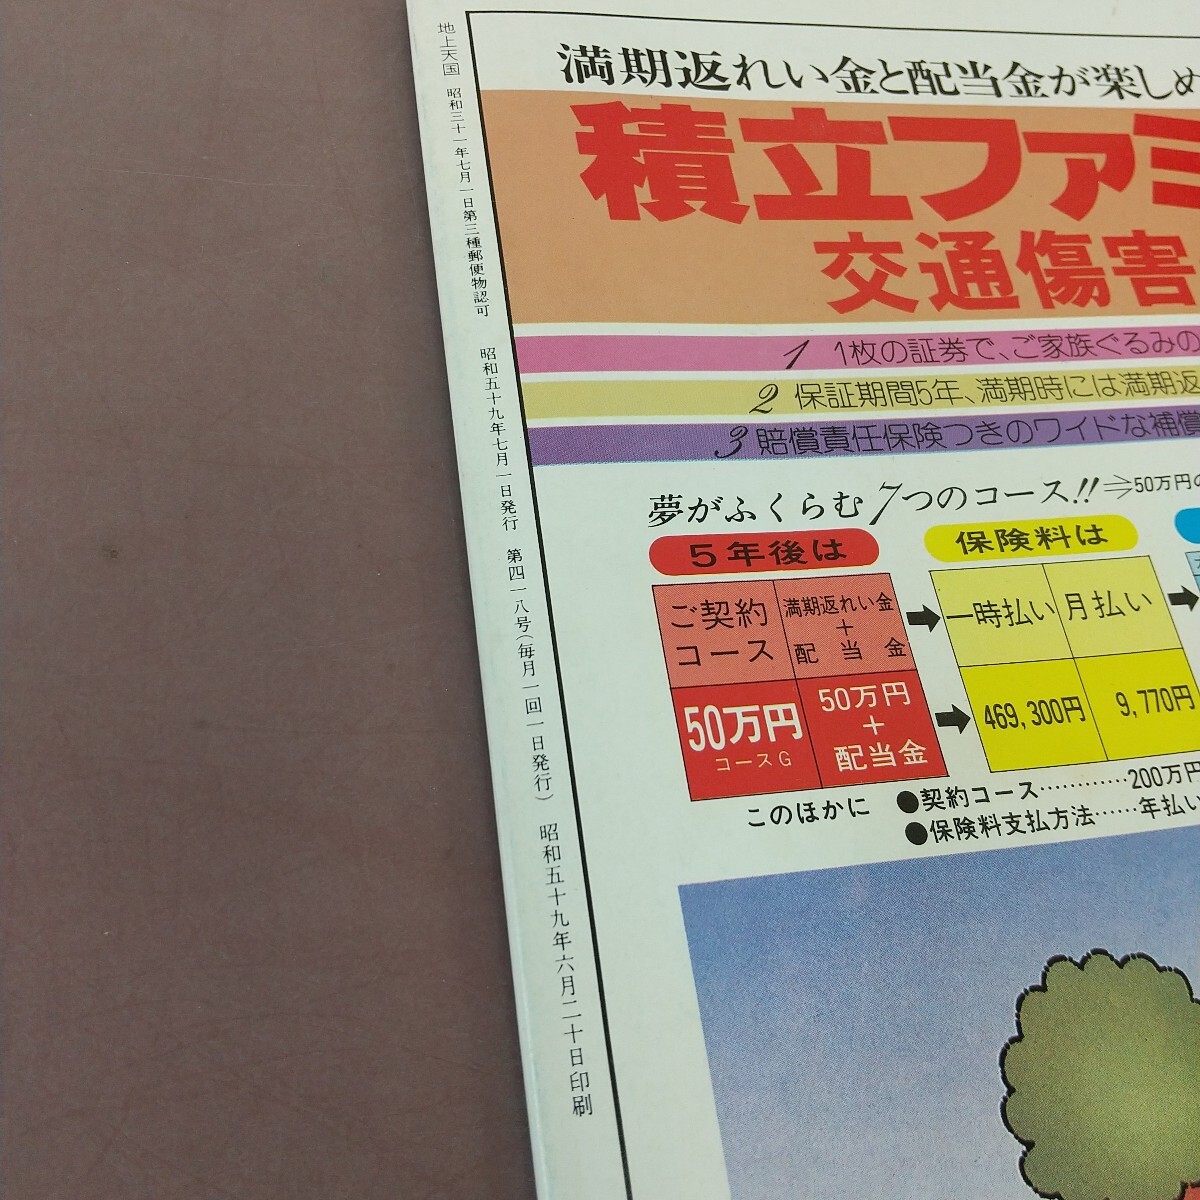 地上天国 昭和三十一年七月一日第三種郵便物認可 昭和五十九年七月一日発行 第四一八号(毎月一回一日発行) 昭和五十九年六月二十日印刷
満期返れい金と配当金が楽しめ
積立ファミ
交通傷害
1 1枚の証券で、ご家族ぐるみの
2 保証期間5年、満期時には満期返
3 賠償責任保険つきのワイドな補償
夢がふくらむ7つのコース!!⇒50万円の
5年後は
ご契約
コース
満期返れい金
+
配当金
50万円
コースG
50万円
+
配当金
保険料は
一時払い
月払い
469,300円
9,770円
このほかに
●契約コース…………200万円
●保険料支払方法……年払い